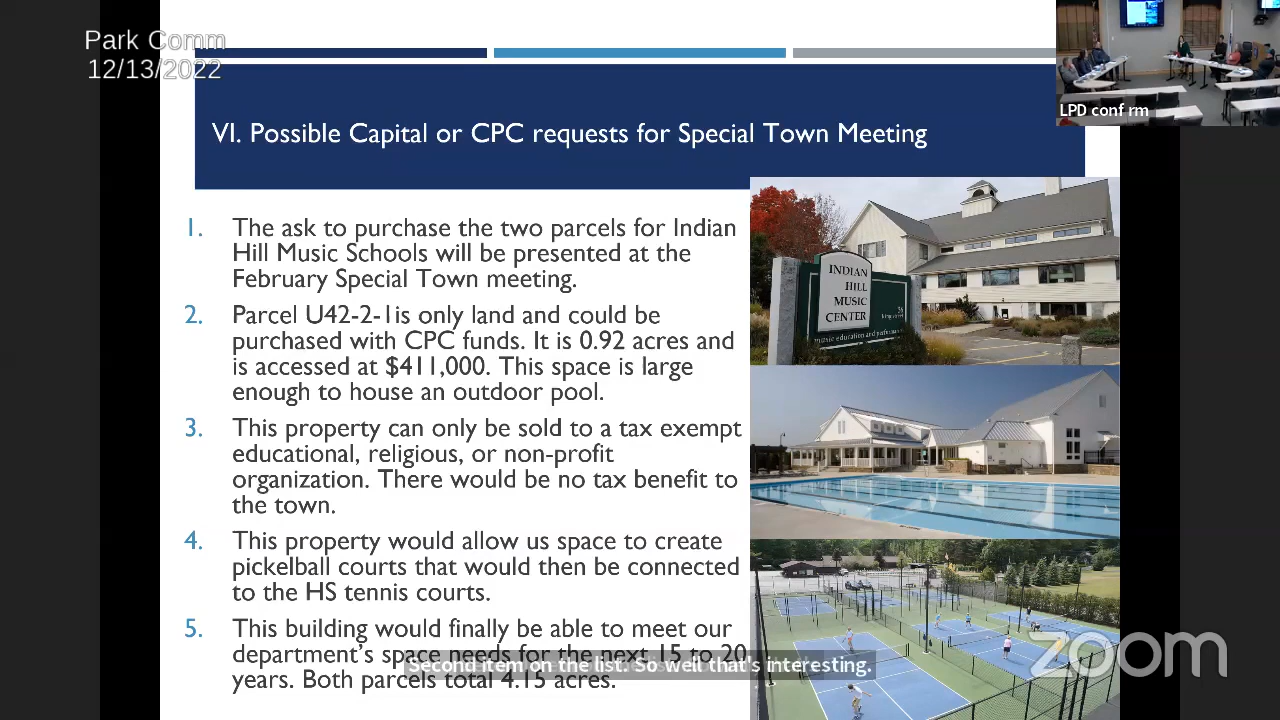 Park Comm
12/13/2022
LPD conf rm
VI. Possible Capital or CPC requests for Special Town Meeting
1. The ask to purchase the two parcels for Indian
Hill Music Schools will be presented at the
February Special Town meeting.
2. Parcel U42-2-1is only land and could be
purchased with CPC funds. It is 0.92 acres and
is accessed at $411,000. This space is large
enough to house an outdoor pool.
3. This property can only be sold to a tax exempt
educational, religious, or non-profit
organization. There would be no tax benefit to
the town.
4. This property would allow us space to create
pickelball courts that would then be connected
to the HS tennis courts.
5. This building would finally be able to meet our
department's space needs for the next 15 to 20
years. Both parcels total 4.15 acres.
INDIAN
HILL
MUSIC
CENTER
36
music education and performance
Second item on the list. So well that's interesting.
zoom